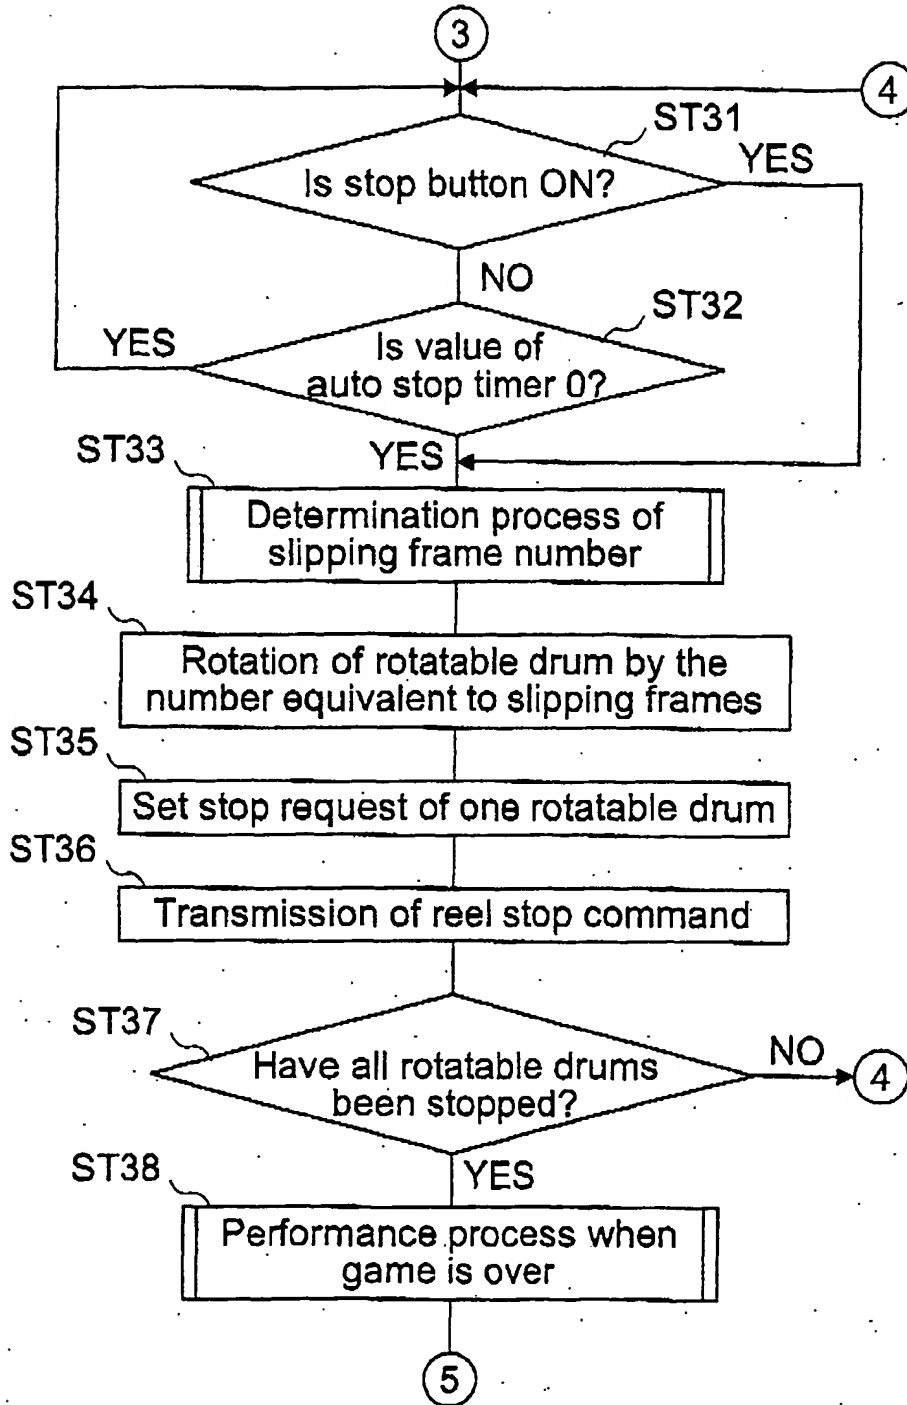 3
4
ST31
YES
Is stop button ON?
NO
ST32
YES
Is value of
auto stop timer 0?
ST33
YES
Determination process of
slipping frame number
ST34
Rotation of rotatable drum by the
number equivalent to slipping frames
ST35
Set stop request of one rotatable drum
ST36
Transmission of reel stop command
ST37
NO
Have all rotatable drums
been stopped?
4
ST38
YES
Performance process when
game is over
5